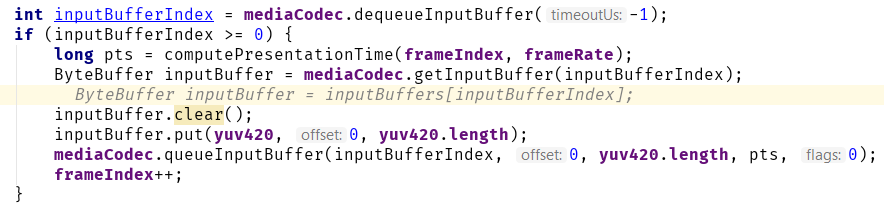 int inputBufferIndex = mediaCodec.dequeueInputBuffer( timeoutUs: -1);
if (inputBufferIndex >= 0) {
long pts = computePresentationTime(frameIndex, frameRate);
ByteBuffer inputBuffer = mediaCodec.getInputBuffer(inputBufferIndex);
ByteBuffer inputBuffer = inputBuffers[inputBufferIndex];
inputBuffer.clear();
inputBuffer.put(yuv420, offset: 0, yuv420.length);
mediaCodec.queueInputBuffer(inputBufferIndex, offset: 0, yuv420.length, pts, flags: 0);
frameIndex++;
}